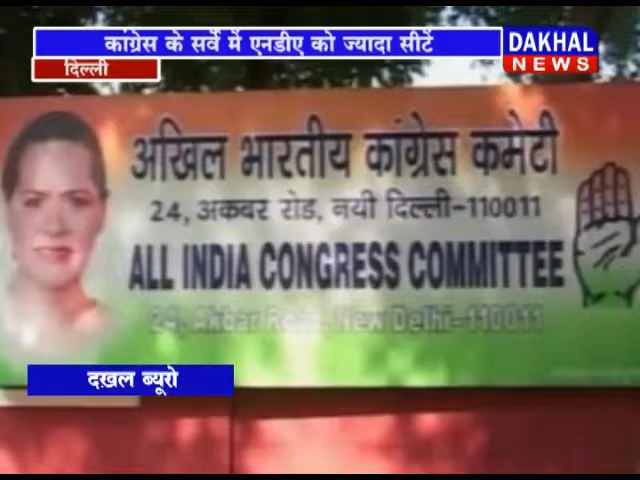 कांग्रेस के सर्वे में एनडीए को ज्यादा सीटें
DAKHAL
NEWS
दिल्ली
अखिल भारतीय कांग्रेस कमेटी
24, अकबर रोड, नयी दिल्ली-110011
ALL INDIA CONGRESS COMMITTEE
24, Akbar Road, New Delhi-110011
दख़ल ब्यूरो